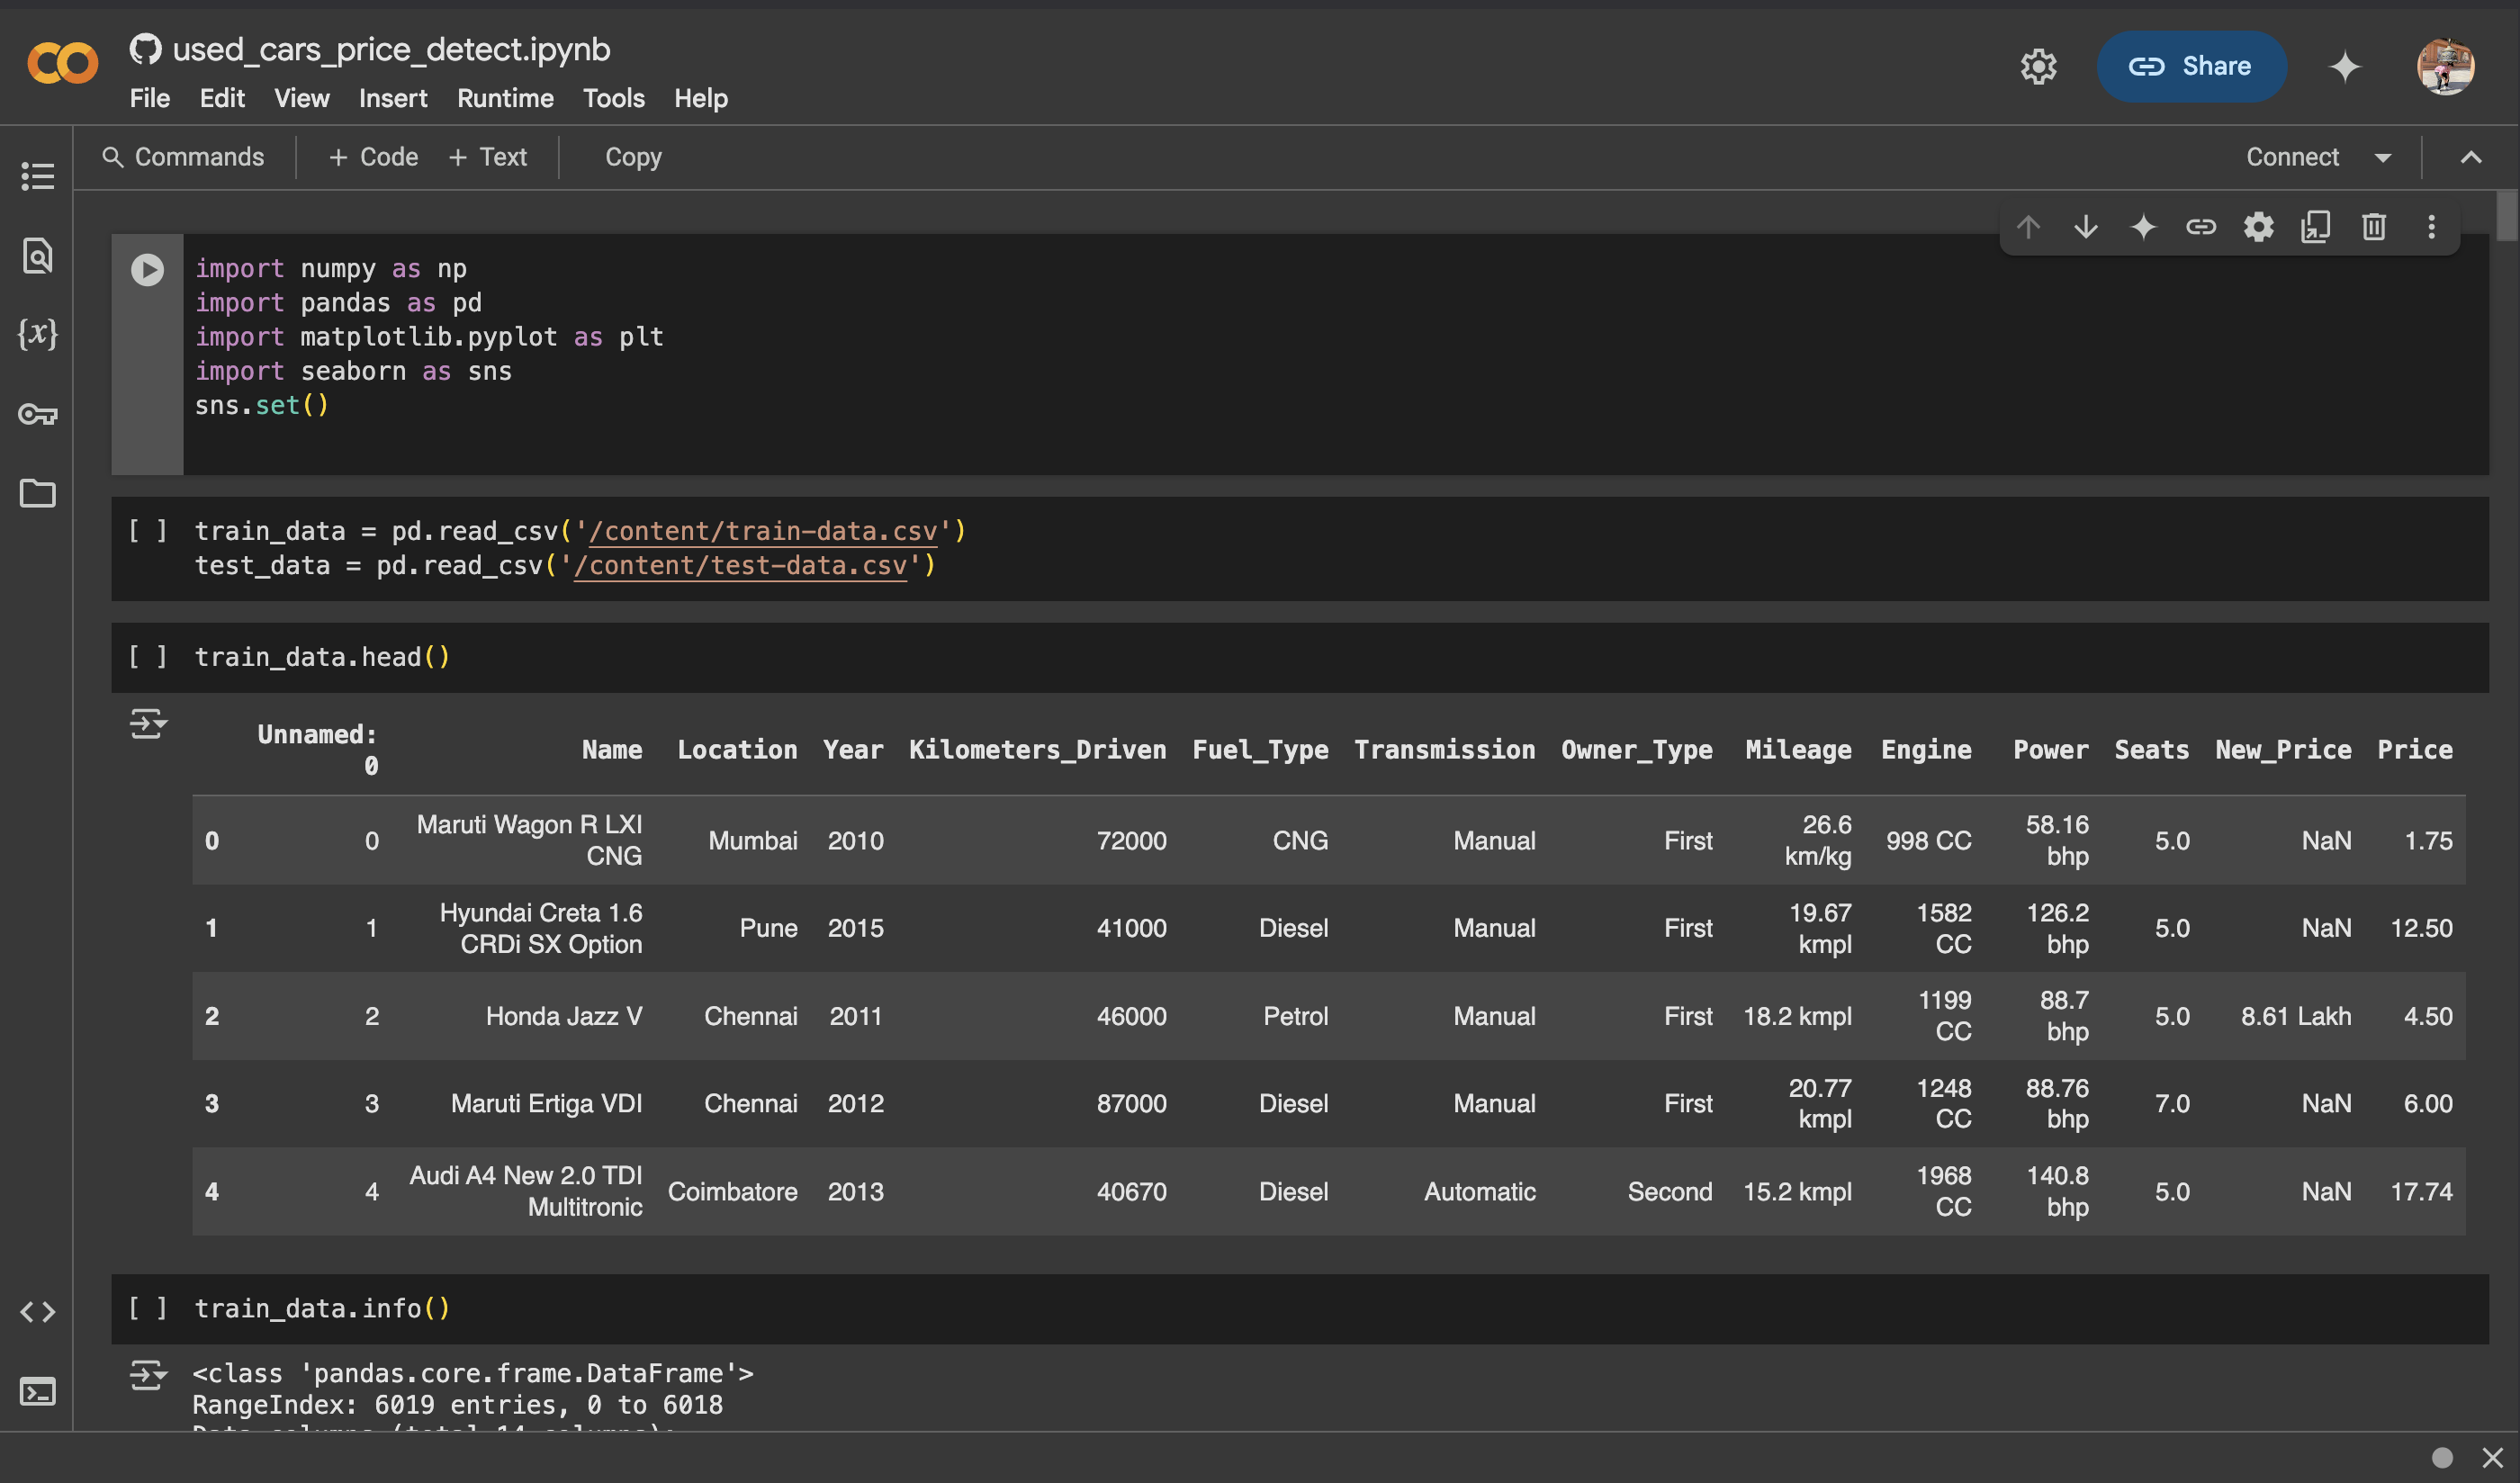 used_cars_price_detect.ipynb
File Edit View Insert Runtime Tools Help
Share
Commands + Code + Text Copy
Connect
import numpy as np
import pandas as pd
import matplotlib.pyplot as plt
import seaborn as sns
sns.set()
[ ] train_data = pd.read_csv('/content/train-data.csv')
test_data = pd.read_csv('/content/test-data.csv')
[ ] train_data.head()
Unnamed: 0 Name Location Year Kilometers_Driven Fuel_Type Transmission Owner_Type Mileage Engine Power Seats New_Price Price
0 0 Maruti Wagon R LXI CNG Mumbai 2010 72000 CNG Manual First 26.6 km/kg 998 CC 58.16 bhp 5.0 NaN 1.75
1 1 Hyundai Creta 1.6 CRDi SX Option Pune 2015 41000 Diesel Manual First 19.67 kmpl 1582 CC 126.2 bhp 5.0 NaN 12.50
2 2 Honda Jazz V Chennai 2011 46000 Petrol Manual First 18.2 kmpl 1199 CC 88.7 bhp 5.0 8.61 Lakh 4.50
3 3 Maruti Ertiga VDI Chennai 2012 87000 Diesel Manual First 20.77 kmpl 1248 CC 88.76 bhp 7.0 NaN 6.00
4 4 Audi A4 New 2.0 TDI Multitronic Coimbatore 2013 40670 Diesel Automatic Second 15.2 kmpl 1968 CC 140.8 bhp 5.0 NaN 17.74
[ ] train_data.info()
<class 'pandas.core.frame.DataFrame'>
RangeIndex: 6019 entries, 0 to 6018
Data columns (total 14 columns):